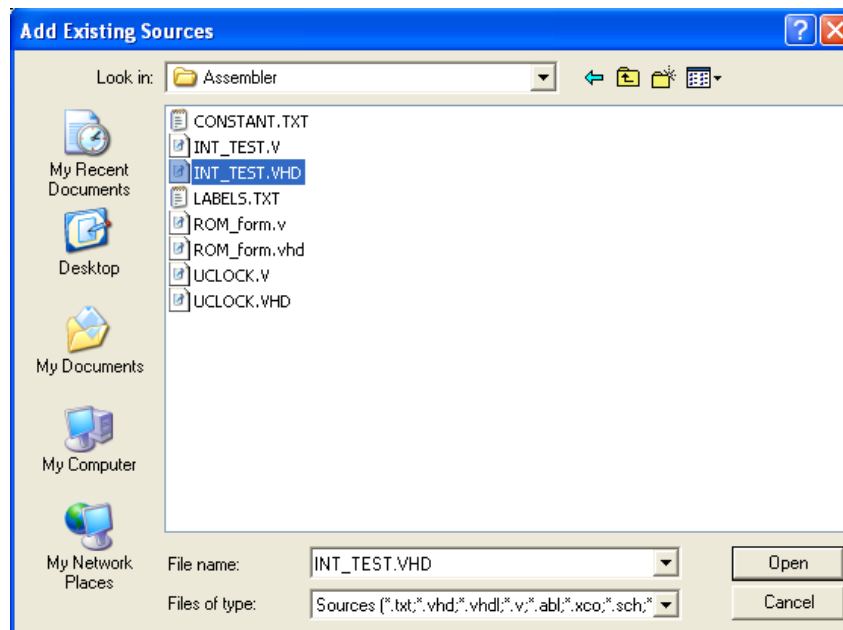 Add Existing Sources
Look in:
Assembler
CONSTANT.TXT
INT_TEST.V
INT_TEST.VHD
LABELS.TXT
ROM_form.v
ROM_form.vhd
UCLOCK.V
UCLOCK.VHD
My Recent
Documents
Desktop
My Documents
My Computer
My Network
Places
File name:
INT_TEST.VHD
Open
Files of type:
Sources (*.txt;*.vhd;*.vhdl;*.v;*.abl;*.xco;*.sch;*
Cancel